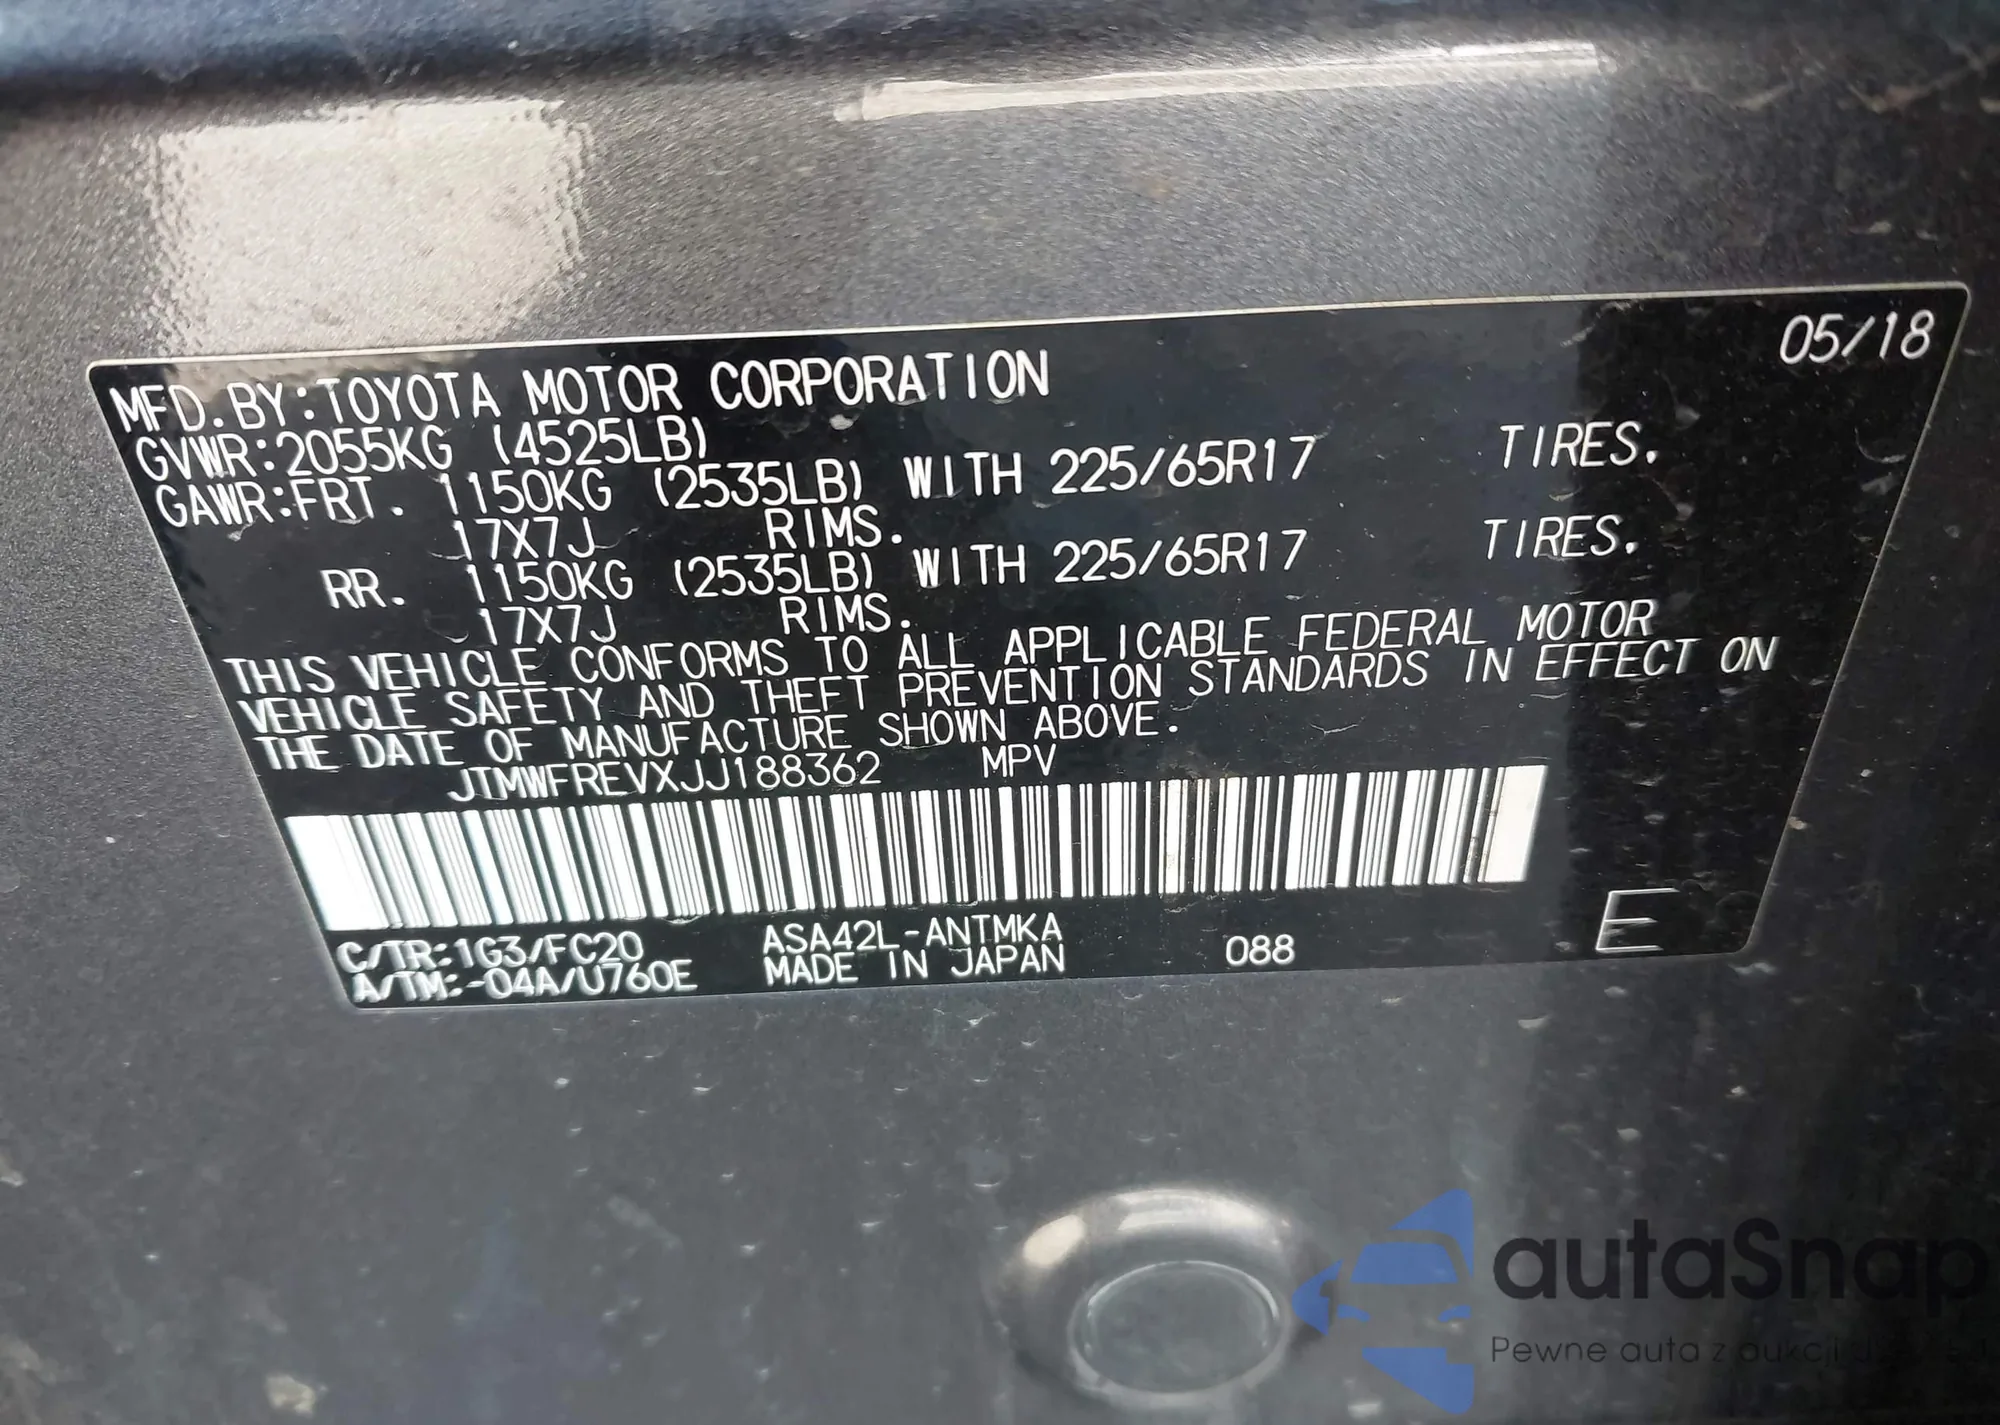 05/18
MFD.BY:TOYOTA MOTOR CORPORATION
GVWR:2055KG (4525LB)
GAWR:FRT. 1150KG (2535LB) WITH 225/65R17 TIRES.
17X7J RIMS.
RR. 1150KG (2535LB) WITH 225/65R17 TIRES.
17X7J RIMS.
THIS VEHICLE CONFORMS TO ALL APPLICABLE FEDERAL MOTOR
VEHICLE SAFETY AND THEFT PREVENTION STANDARDS IN EFFECT ON
THE DATE OF MANUFACTURE SHOWN ABOVE.
JTMWFREVXJJ188362 MPV
C/TR:1G3/FC20 ASA42L-ANTMKA 088 E
A/TM:-04A/U760E MADE IN JAPAN
autaSnap
Pewne auta z aukcji